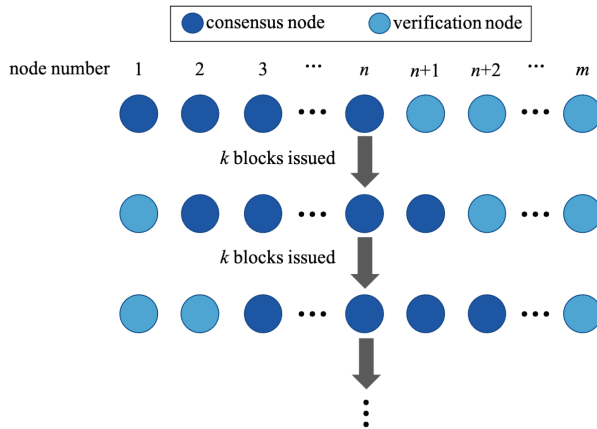 consensus node verification node
node number 1 2 3 ... n n+1 n+2 ... m
...
k blocks issued
...
k blocks issued
...